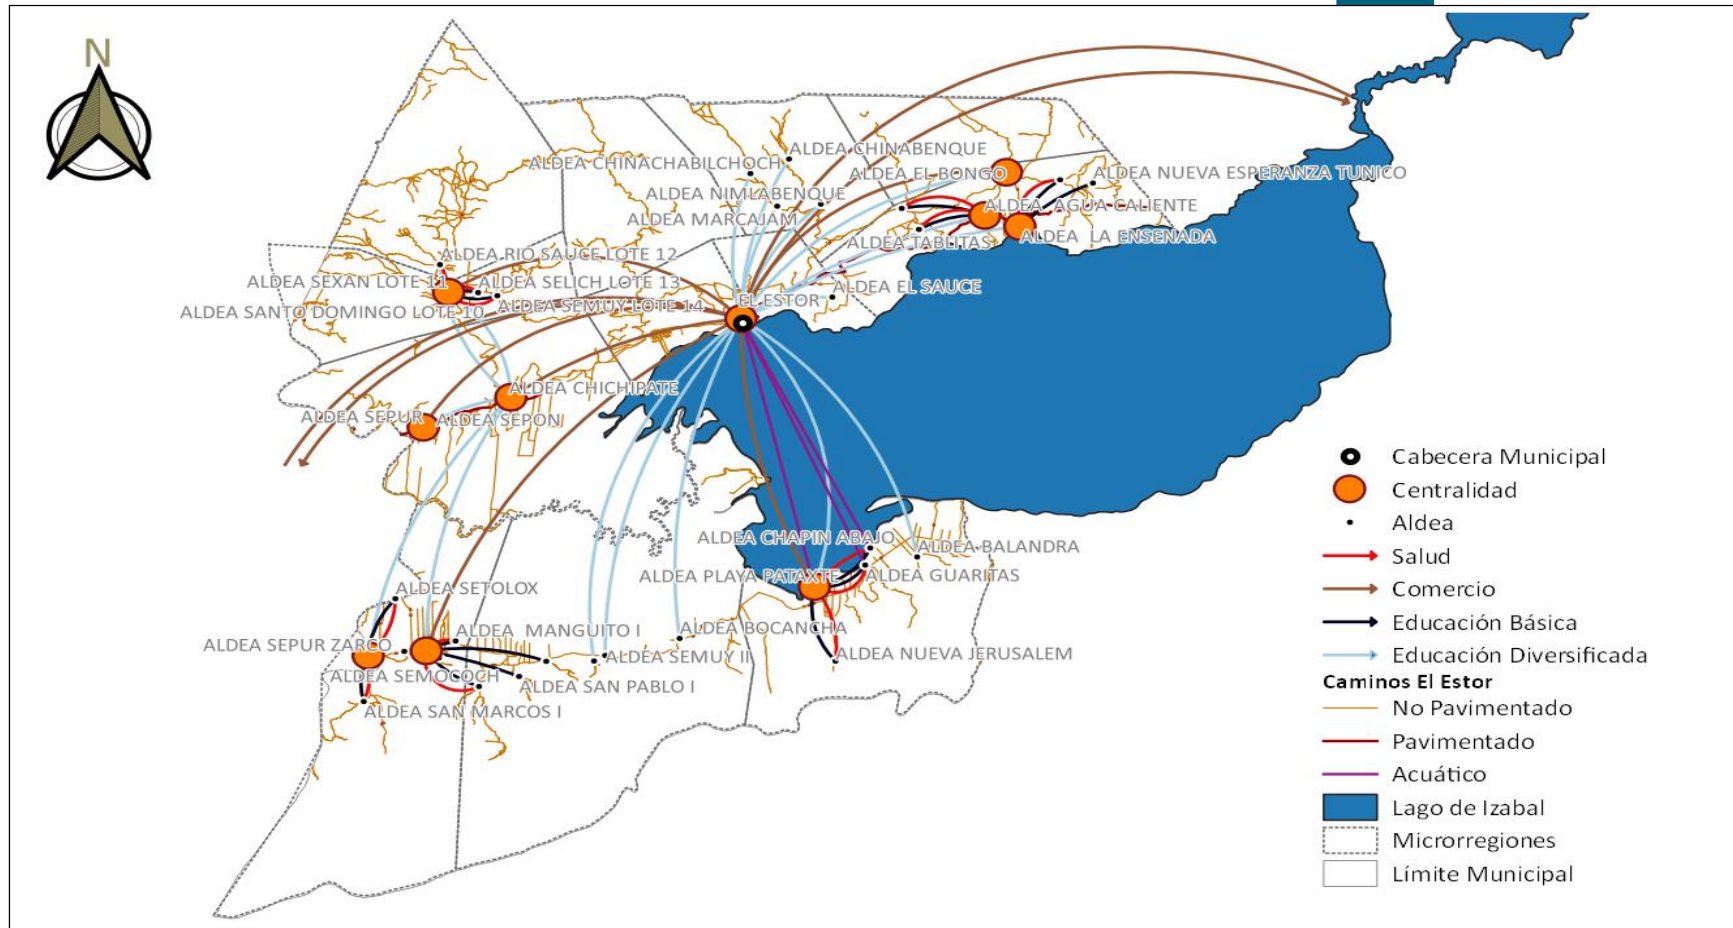 N
ALDEA CHINABENQUE
ALDEA CHINACHABILCHOCH
ALDEA EL BONGO
ALDEA NUEVA ESPERANZA TUNICO
ALDEA NIMLABENQUE
ALDEA MARCAJAM
ALDEA AGUA CALIENTE
ALDEA TABLITAS
ALDEA LA ENSENADA
ALDEA RIO SAUCE LOTE 12
ALDEA SEXAN LOTE 11
ALDEA SELICH LOTE 13
ALDEA EL SAUCE
EL ESTOR
ALDEA SANTO DOMINGO LOTE 10
ALDEA SEMUY LOTE 14
ALDEA CHICHIPATE
ALDEA SEPUR
ALDEA SEPON
ALDEA CHAPIN ABAJO
ALDEA BALANDRA
ALDEA PLAYA PATAXTE
ALDEA GUARITAS
ALDEA SETOLOX
ALDEA MANGUITO I
ALDEA BOCANCHA
ALDEA SEPUR ZARCO
ALDEA SEMUY II
ALDEA NUEVA JERUSALEM
ALDEA SEMOCOCH
ALDEA SAN PABLO I
ALDEA SAN MARCOS I
Cabecera Municipal
Centralidad
Aldea
Salud
Comercio
Educación Básica
Educación Diversificada
Caminos El Estor
No Pavimentado
Pavimentado
Acuático
Lago de Izabal
Microrregiones
Límite Municipal